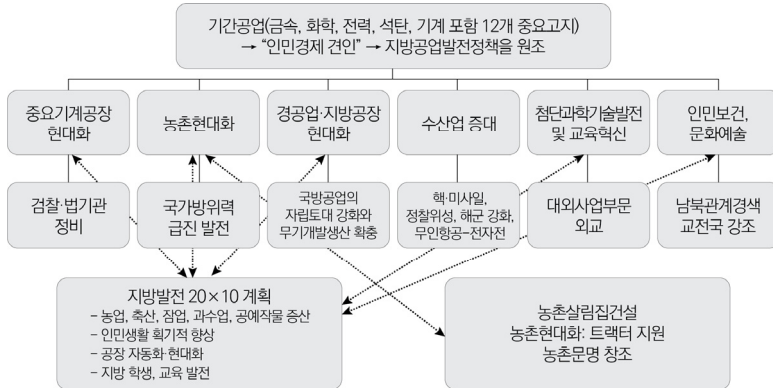 기간공업(금속, 화학, 전력, 석탄, 기계 포함 12개 중요고지)
→ “인민경제 견인” → 지방공업발전정책을 원조
중요기계공장
현대화
농촌현대화
경공업·지방공장
현대화
수산업 증대
첨단과학기술발전
및 교육혁신
인민보건,
문화예술
검찰·법기관
정비
국가방위력
급진 발전
국방공업의
자립토대 강화와
무기개발생산 확충
핵·미사일,
정찰위성, 해군 강화,
무인항공-전자전
대외사업부문
외교
남북관계경색
교전국 강조
지방발전 20×10 계획
- 농업, 축산, 잠업, 과수업, 공예작물 증산
- 인민생활 획기적 향상
- 공장 자동화·현대화
- 지방 학생, 교육 발전
농촌살림집건설
농촌현대화: 트랙터 지원
농촌문명 창조